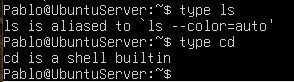 Pablo@UbuntuServer:~$ type ls
ls is aliased to `ls --color=auto'
Pablo@UbuntuServer:~$ type cd
cd is a shell builtin
Pablo@UbuntuServer:~$